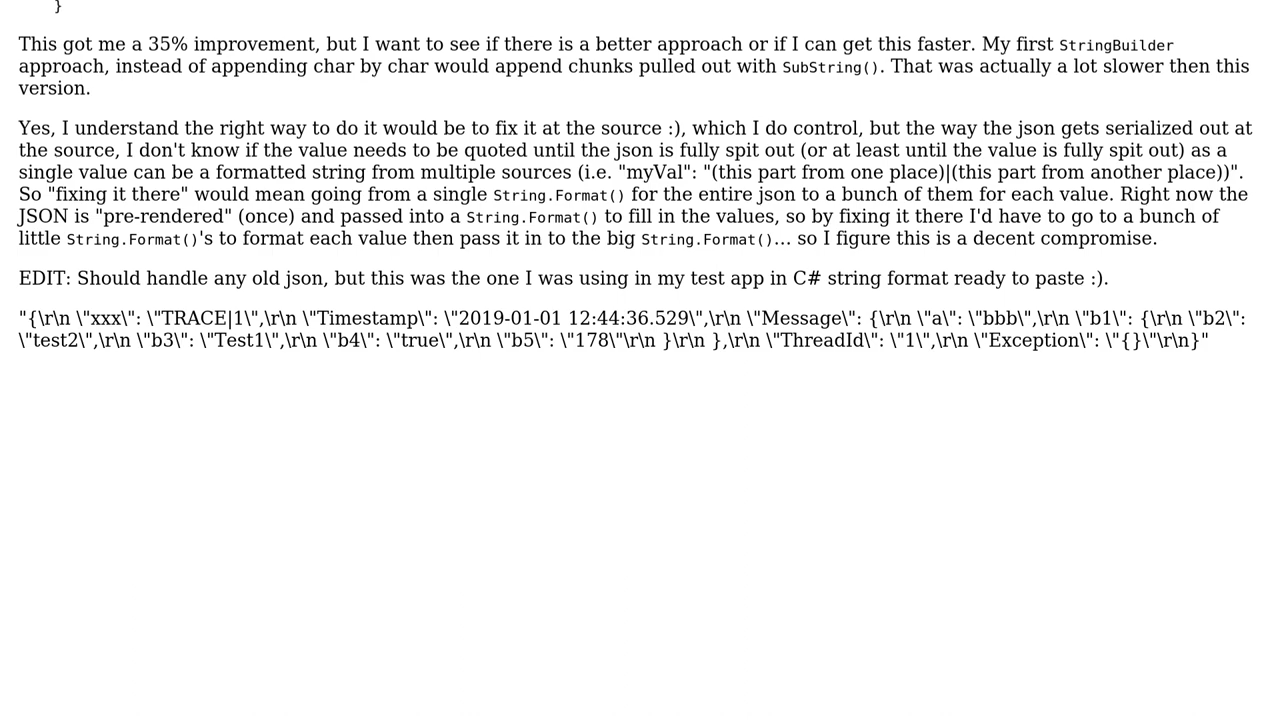 }
This got me a 35% improvement, but I want to see if there is a better approach or if I can get this faster. My first StringBuilder
approach, instead of appending char by char would append chunks pulled out with SubString(). That was actually a lot slower then this
version.
Yes, I understand the right way to do it would be to fix it at the source :), which I do control, but the way the json gets serialized out at
the source, I don't know if the value needs to be quoted until the json is fully spit out (or at least until the value is fully spit out) as a
single value can be a formatted string from multiple sources (i.e. "myVal": "(this part from one place)|(this part from another place))".
So "fixing it there" would mean going from a single String.Format() for the entire json to a bunch of them for each value. Right now the
JSON is "pre-rendered" (once) and passed into a String.Format() to fill in the values, so by fixing it there I'd have to go to a bunch of
little String.Format()'s to format each value then pass it in to the big String.Format()... so I figure this is a decent compromise.
EDIT: Should handle any old json, but this was the one I was using in my test app in C# string format ready to paste :).
"{\r\n \"xxx\": \"TRACE|1\",\r\n \"Timestamp\": \"2019-01-01 12:44:36.529\",\r\n \"Message\": {\r\n \"a\": \"bbb\",\r\n \"b1\": {\r\n \"b2\":
\"test2\",\r\n \"b3\": \"Test1\",\r\n \"b4\": \"true\",\r\n \"b5\": \"178\"\r\n }\r\n },\r\n \"ThreadId\": \"1\",\r\n \"Exception\": \"{}\"\r\n}"